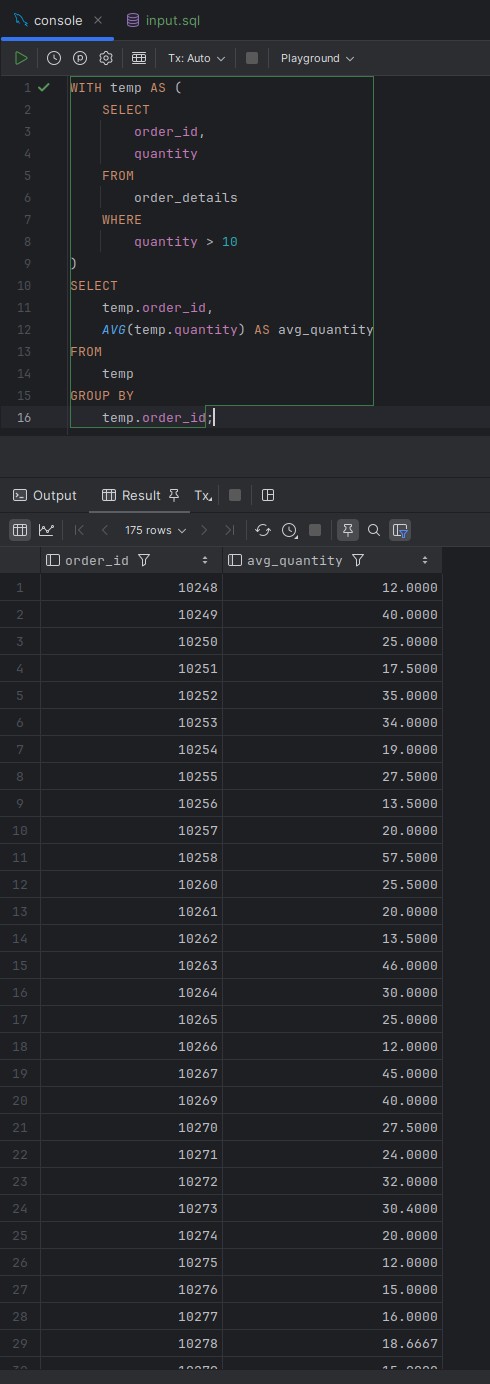 console × input.sql
Tx: Auto Playground
1 WITH temp AS (
2 SELECT
3 order_id,
4 quantity
5 FROM
6 order_details
7 WHERE
8 quantity > 10
9 )
10 SELECT
11 temp.order_id,
12 AVG(temp.quantity) AS avg_quantity
13 FROM
14 temp
15 GROUP BY
16 temp.order_id;
Output Result Tx
175 rows
order_id avg_quantity
1 10248 12.0000
2 10249 40.0000
3 10250 25.0000
4 10251 17.5000
5 10252 35.0000
6 10253 34.0000
7 10254 19.0000
8 10255 27.5000
9 10256 13.5000
10 10257 20.0000
11 10258 57.5000
12 10260 25.5000
13 10261 20.0000
14 10262 13.5000
15 10263 46.0000
16 10264 30.0000
17 10265 25.0000
18 10266 12.0000
19 10267 45.0000
20 10269 40.0000
21 10270 27.5000
22 10271 24.0000
23 10272 32.0000
24 10273 30.4000
25 10274 20.0000
26 10275 12.0000
27 10276 15.0000
28 10277 16.0000
29 10278 18.6667
30 10279 15.0000